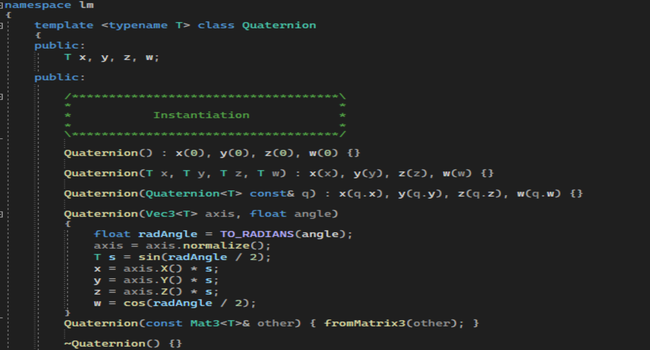 namespace lm
{
template <typename T> class Quaternion
{
public:
T x, y, z, w;
public:
/************************************\
* *
* Instantiation *
* *
\************************************/
Quaternion() : x(0), y(0), z(0), w(0) {}
Quaternion(T x, T y, T z, T w) : x(x), y(y), z(z), w(w) {}
Quaternion(Quaternion<T> const& q) : x(q.x), y(q.y), z(q.z), w(q.w) {}
Quaternion(Vec3<T> axis, float angle)
{
float radAngle = TO_RADIANS(angle);
axis = axis.normalize();
T s = sin(radAngle / 2);
x = axis.X() * s;
y = axis.Y() * s;
z = axis.Z() * s;
w = cos(radAngle / 2);
}
Quaternion(const Mat3<T>& other) { fromMatrix3(other); }
~Quaternion() {}